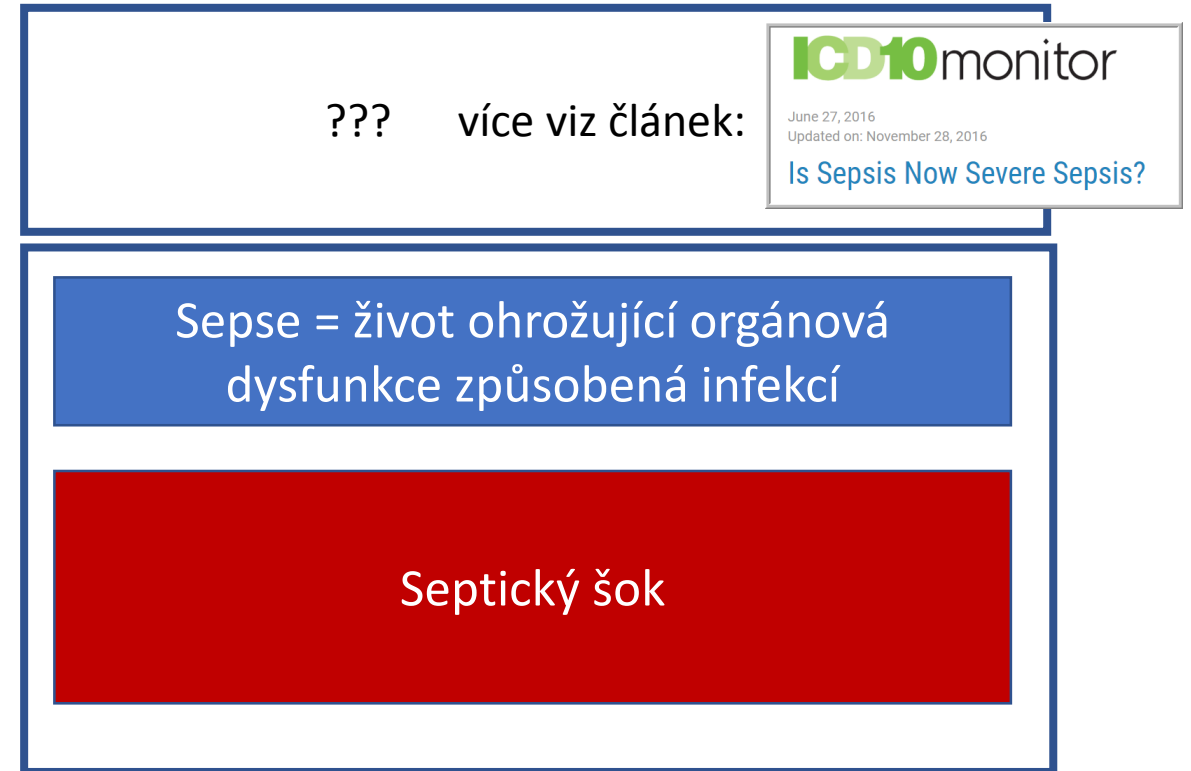 ??? více viz článek:
ICD10monitor
June 27, 2016
Updated on: November 28, 2016
Is Sepsis Now Severe Sepsis?
Sepse = život ohrožující orgánová
dysfunkce způsobená infekcí
Septický šok